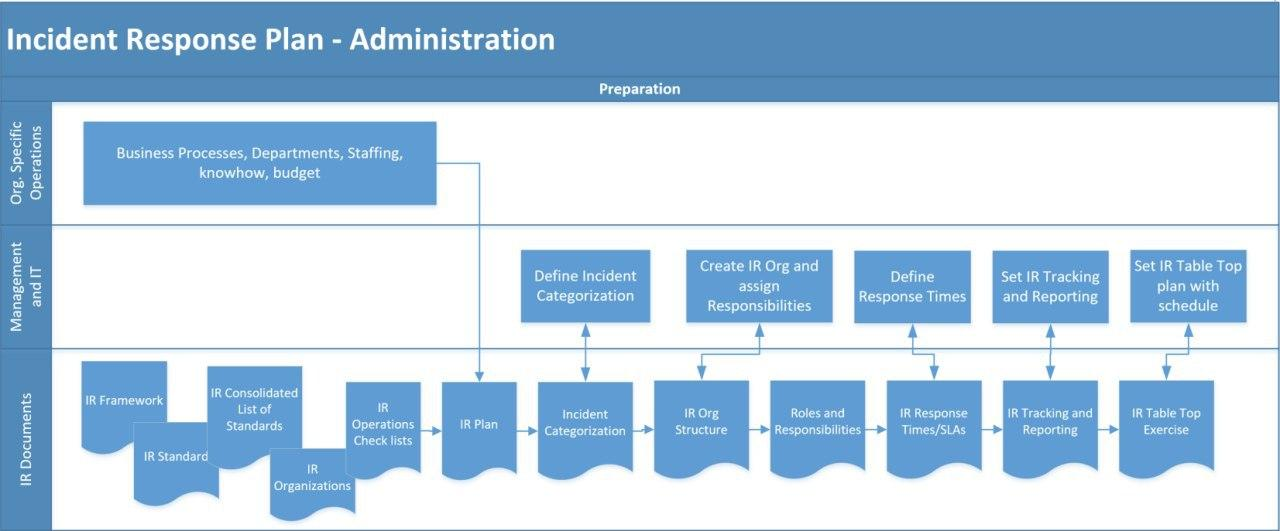 Incident Response Plan - Administration
Preparation
Org. Specific
Operations
Business Processes, Departments, Staffing,
knowhow, budget
Management
and IT
Define Incident
Categorization
Create IR Org and
assign
Responsibilities
Define
Response Times
Set IR Tracking
and Reporting
Set IR Table Top
plan with
schedule
IR Documents
IR Framework
IR Standard
IR Consolidated
List of
Standards
IR
Organizations
IR
Operations
Check lists
IR Plan
Incident
Categorization
IR Org
Structure
Roles and
Responsibilities
IR Response
Times/SLAs
IR Tracking and
Reporting
IR Table Top
Exercise